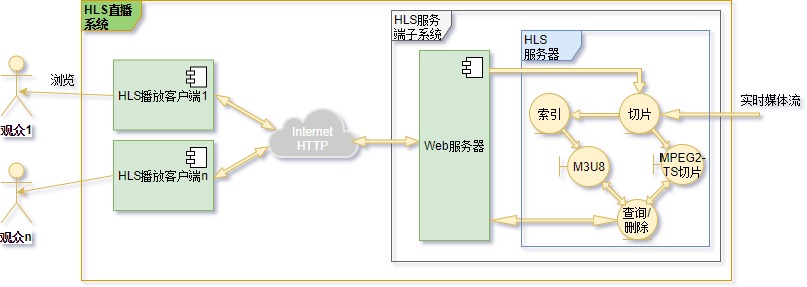 HLS直播
系统
HLS服务
端子系统
HLS
服务器
浏览
观众1
HLS播放客户端1
Internet
HTTP
Web服务器
索引
切片
实时媒体流
M3U8
MPEG2-
TS切片
观众n
HLS播放客户端n
查询/
删除